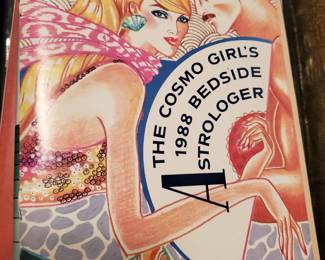 THE COSMO GIRL'S
1988 BEDSIDE
ASTROLOGER